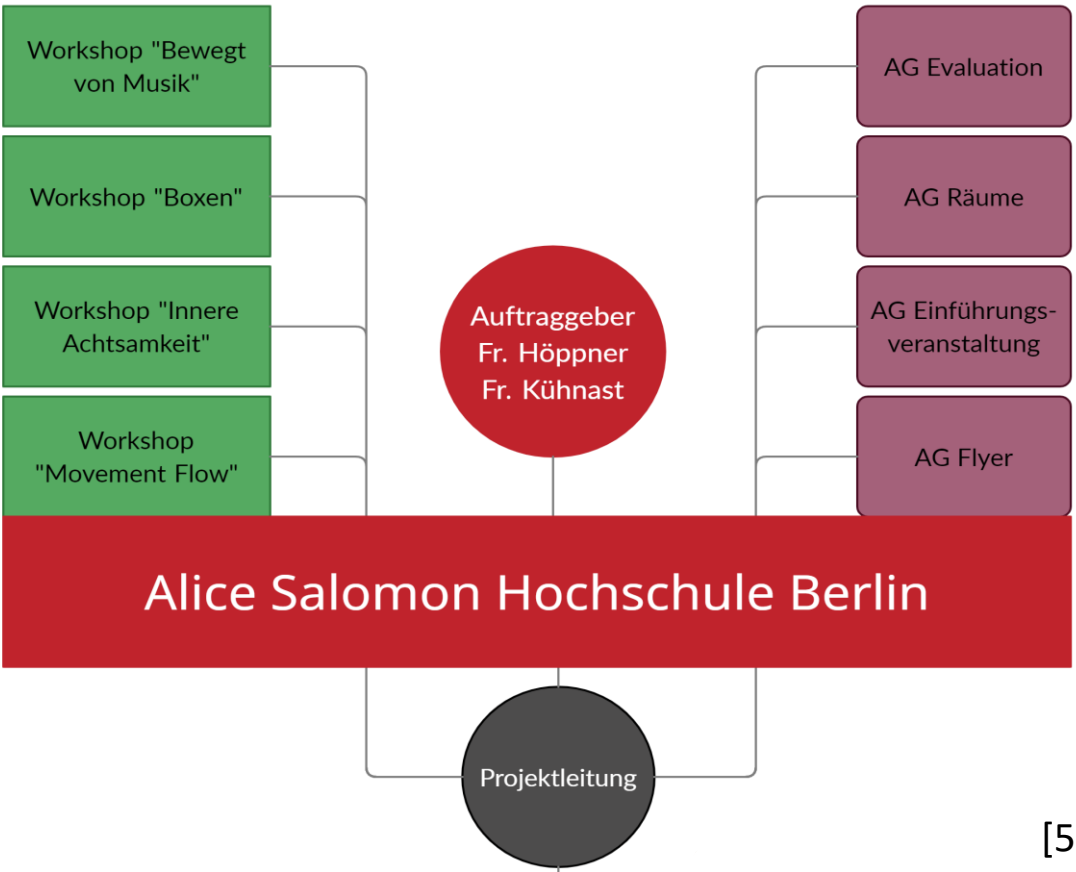 Workshop "Bewegt
von Musik"
Workshop "Boxen"
Workshop "Innere
Achtsamkeit"
Workshop
"Movement Flow"
Auftraggeber
Fr. Höppner
Fr. Kühnast
AG Evaluation
AG Räume
AG Einführungs-
veranstaltung
AG Flyer
Alice Salomon Hochschule Berlin
Projektleitung
[5